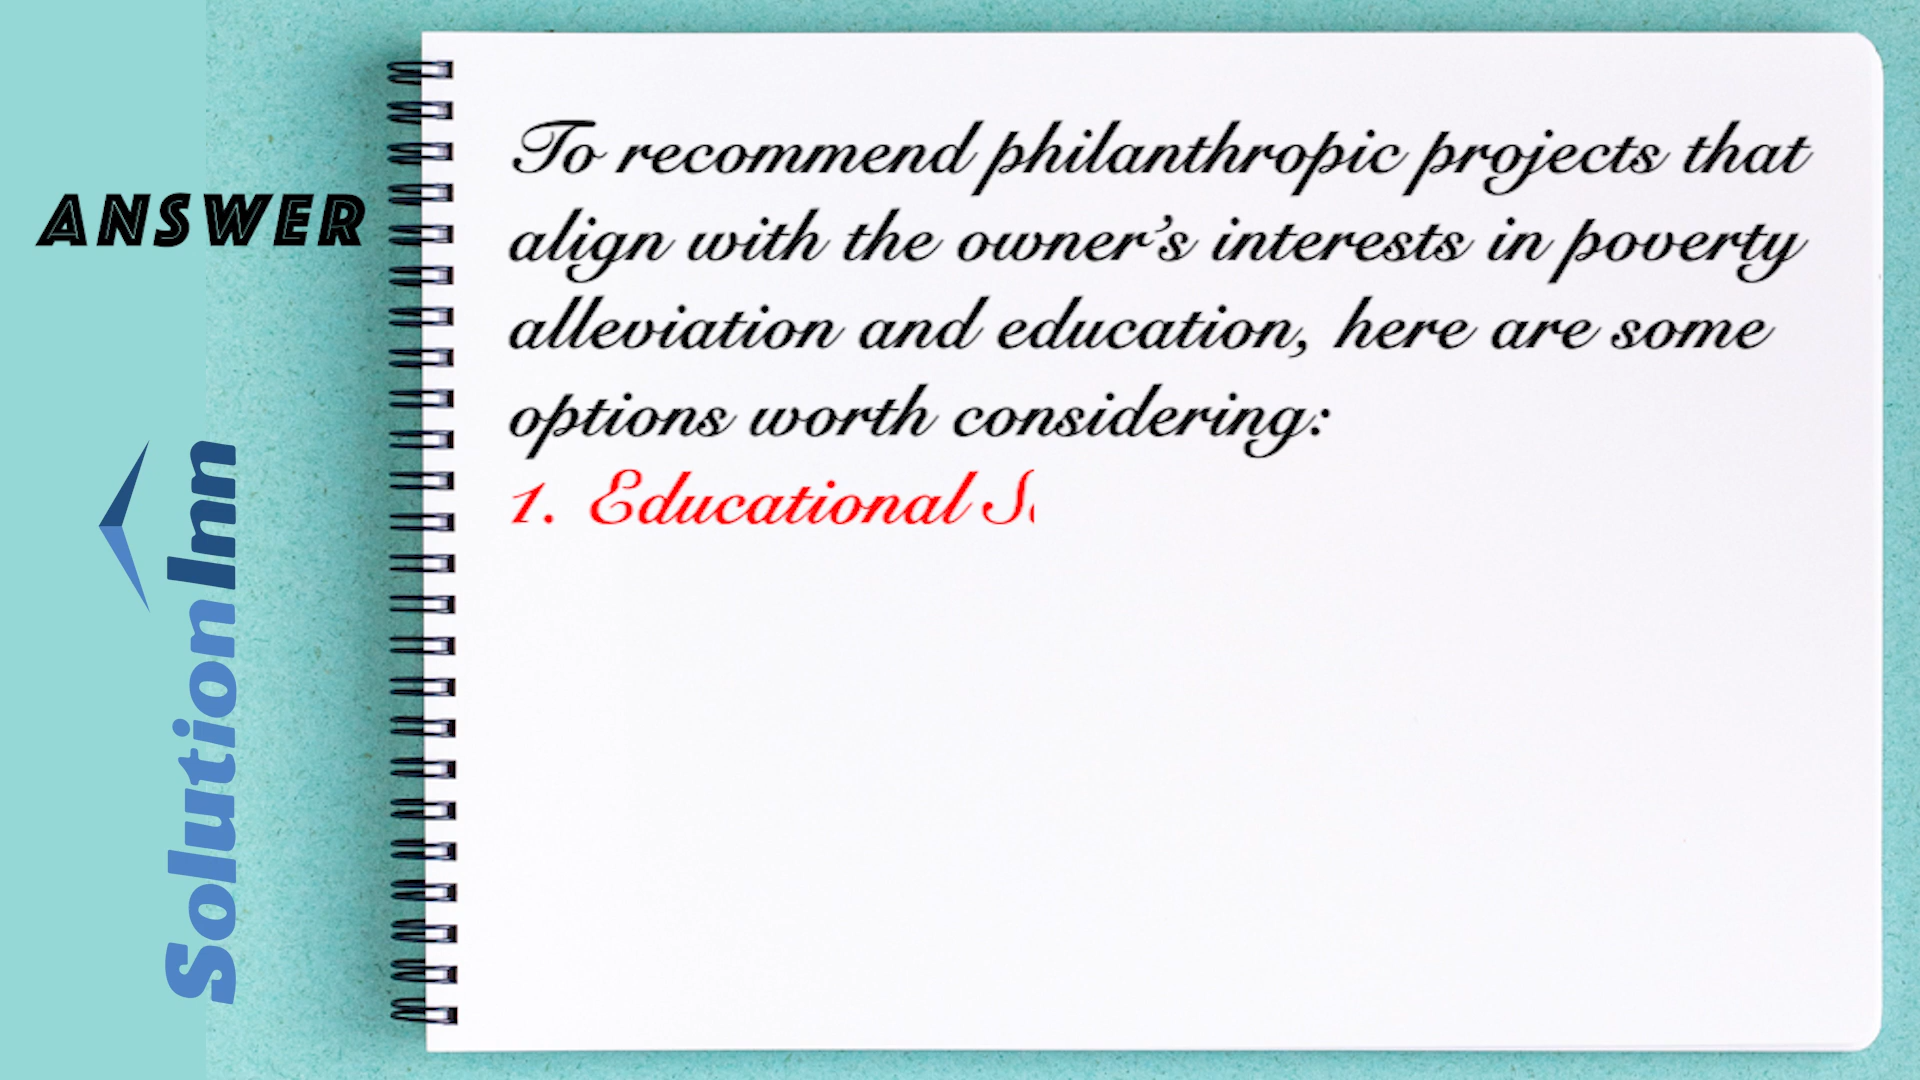 ANSWER
SolutionInn
To recommend philanthropic projects that
align with the owner's interests in poverty
alleviation and education, here are some
options worth considering:
1. Educational